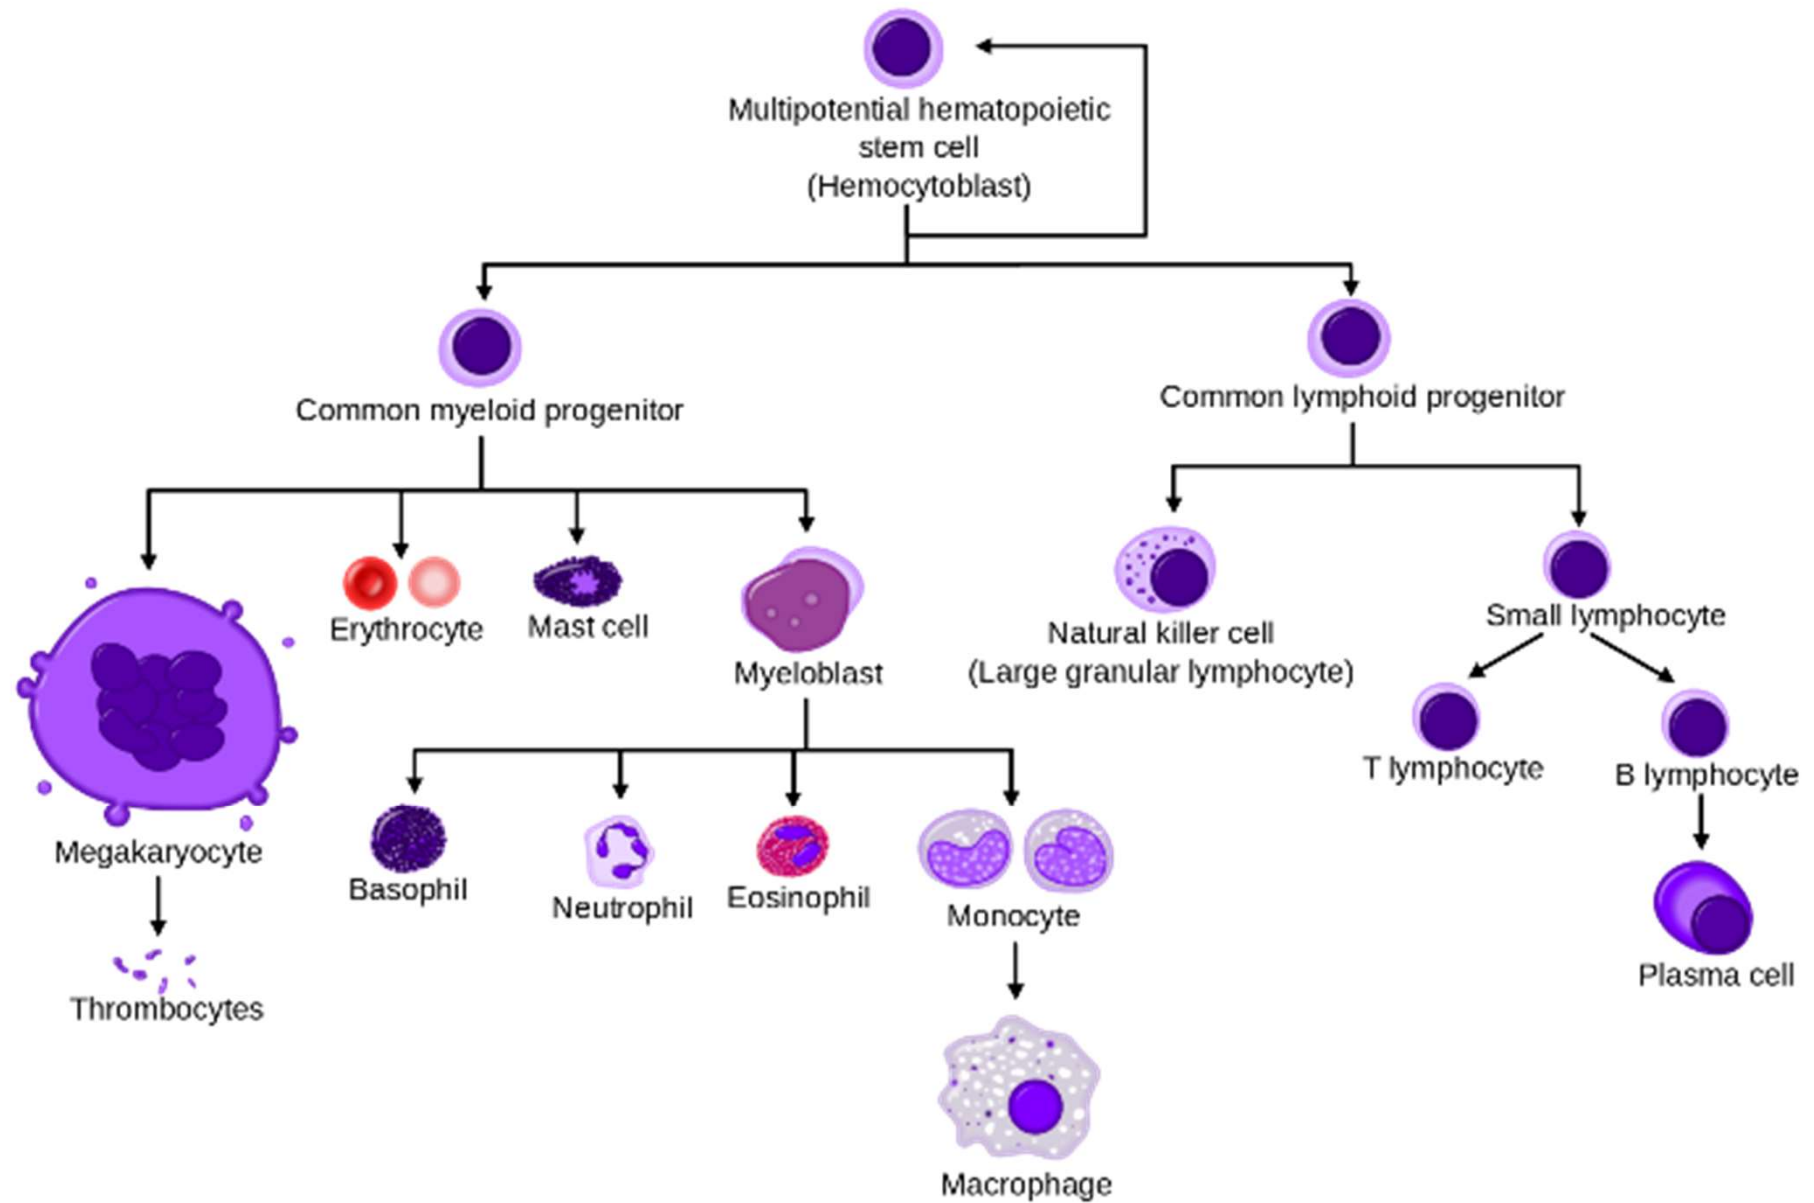 Multipotential hematopoietic
stem cell
(Hemocytoblast)
Common myeloid progenitor
Common lymphoid progenitor
Erythrocyte
Mast cell
Myeloblast
Natural killer cell
(Large granular lymphocyte)
Small lymphocyte
T lymphocyte
B lymphocyte
Megakaryocyte
Basophil
Neutrophil
Eosinophil
Monocyte
Plasma cell
Thrombocytes
Macrophage